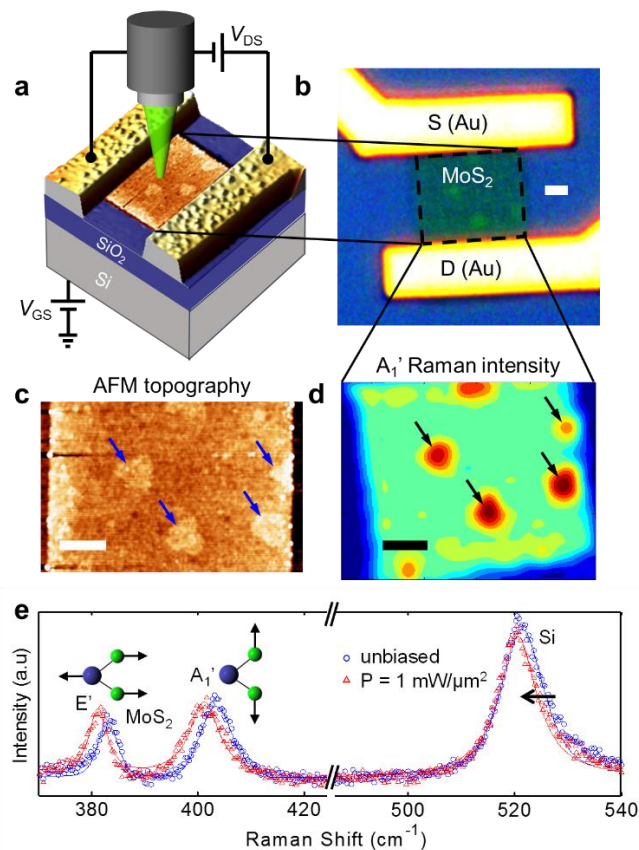 a
V_DS
SiO₂
Si
V_GS
b
S (Au)
MoS₂
D (Au)
c
AFM topography
d
A₁' Raman intensity
e
E'
MoS₂
A₁'
Si
unbiased
P = 1 mW/μm²
Intensity (a.u)
380
400
420
500
520
540
Raman Shift (cm⁻¹)